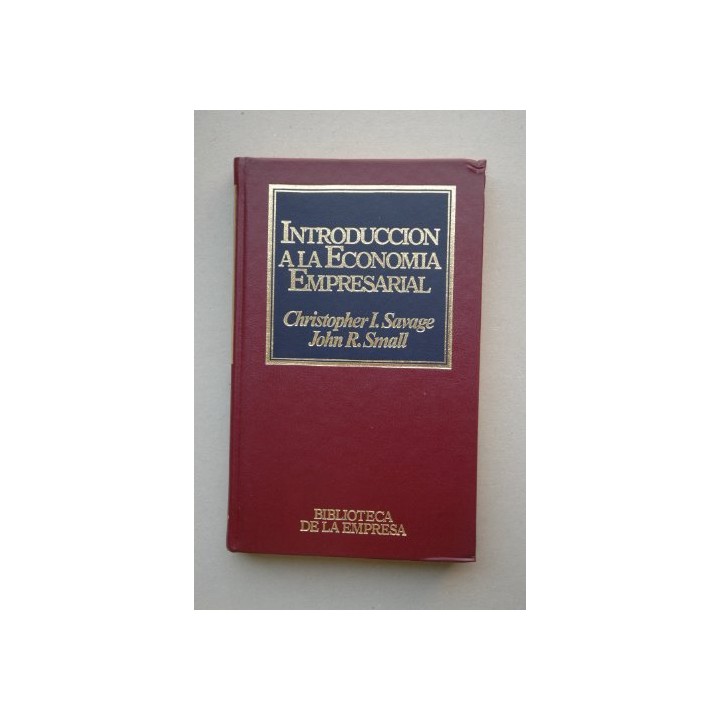 INTRODUCCION
A LA ECONOMIA
EMPRESARIAL
Christopher I. Savage
John R. Small
BIBLIOTECA
DE LA EMPRESA